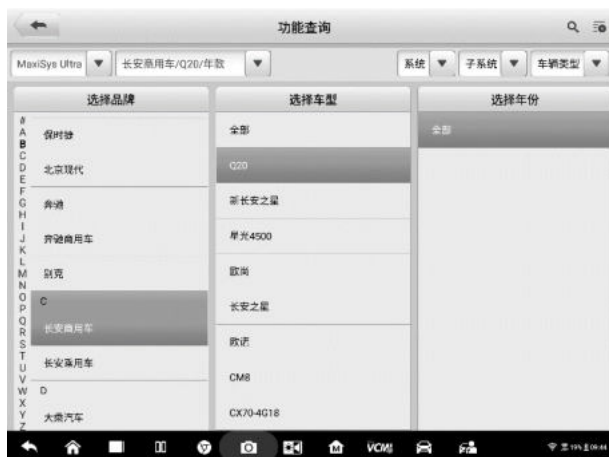 功能查询
MaxiSys Ultra
长安商用车/Q20/年款
系统
子系统
车辆类型
选择品牌
选择车型
选择年份
#
A
B
C
D
E
F
G
H
I
J
K
L
M
N
O
P
Q
R
S
T
U
V
W
X
Y
Z
保时捷
北京现代
奔驰
奔驰商用车
别克
C
长安商用车
长安乘用车
D
大乘汽车
全部
Q20
新长安之星
星光4500
欧尚
长安之星
欧诺
CM8
CX70-4G18
全部
M
VCMI
19%
09:44